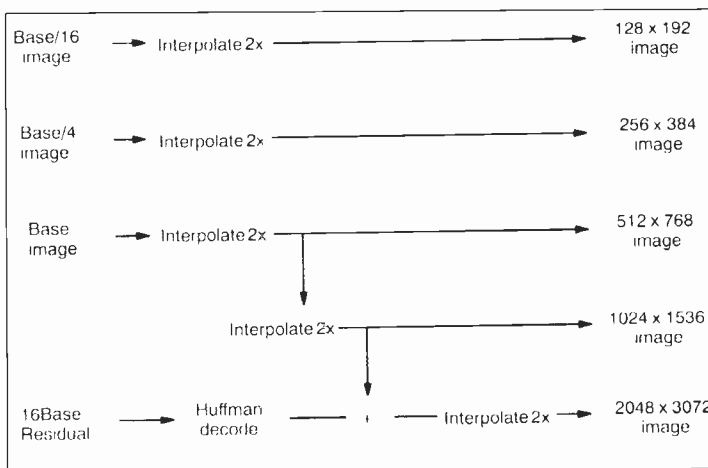 Base/16
image
Interpolate 2x
128 x 192
image
Base/4
image
Interpolate 2x
256 x 384
image
Base
image
Interpolate 2x
512 x 768
image
Interpolate 2x
1024 x 1536
image
16Base
Residual
Huffman
decode
+
Interpolate 2x
2048 x 3072
image